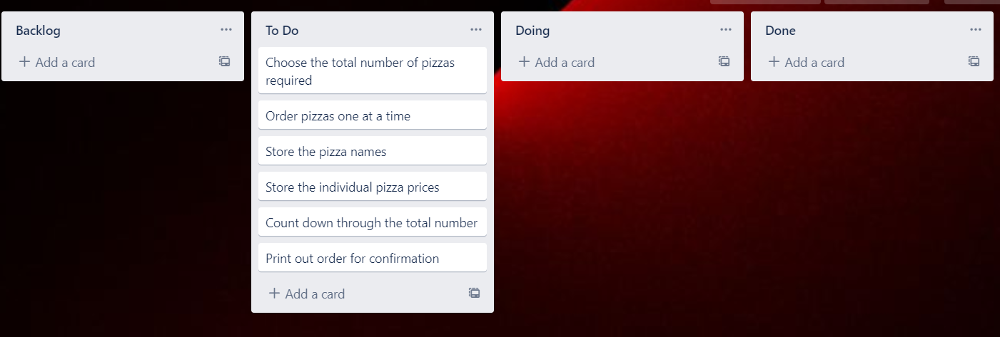 Backlog
Add a card
To Do
Choose the total number of pizzas
required
Order pizzas one at a time
Store the pizza names
Store the individual pizza prices
Count down through the total number
Print out order for confirmation
Add a card
Doing
Add a card
Done
Add a card